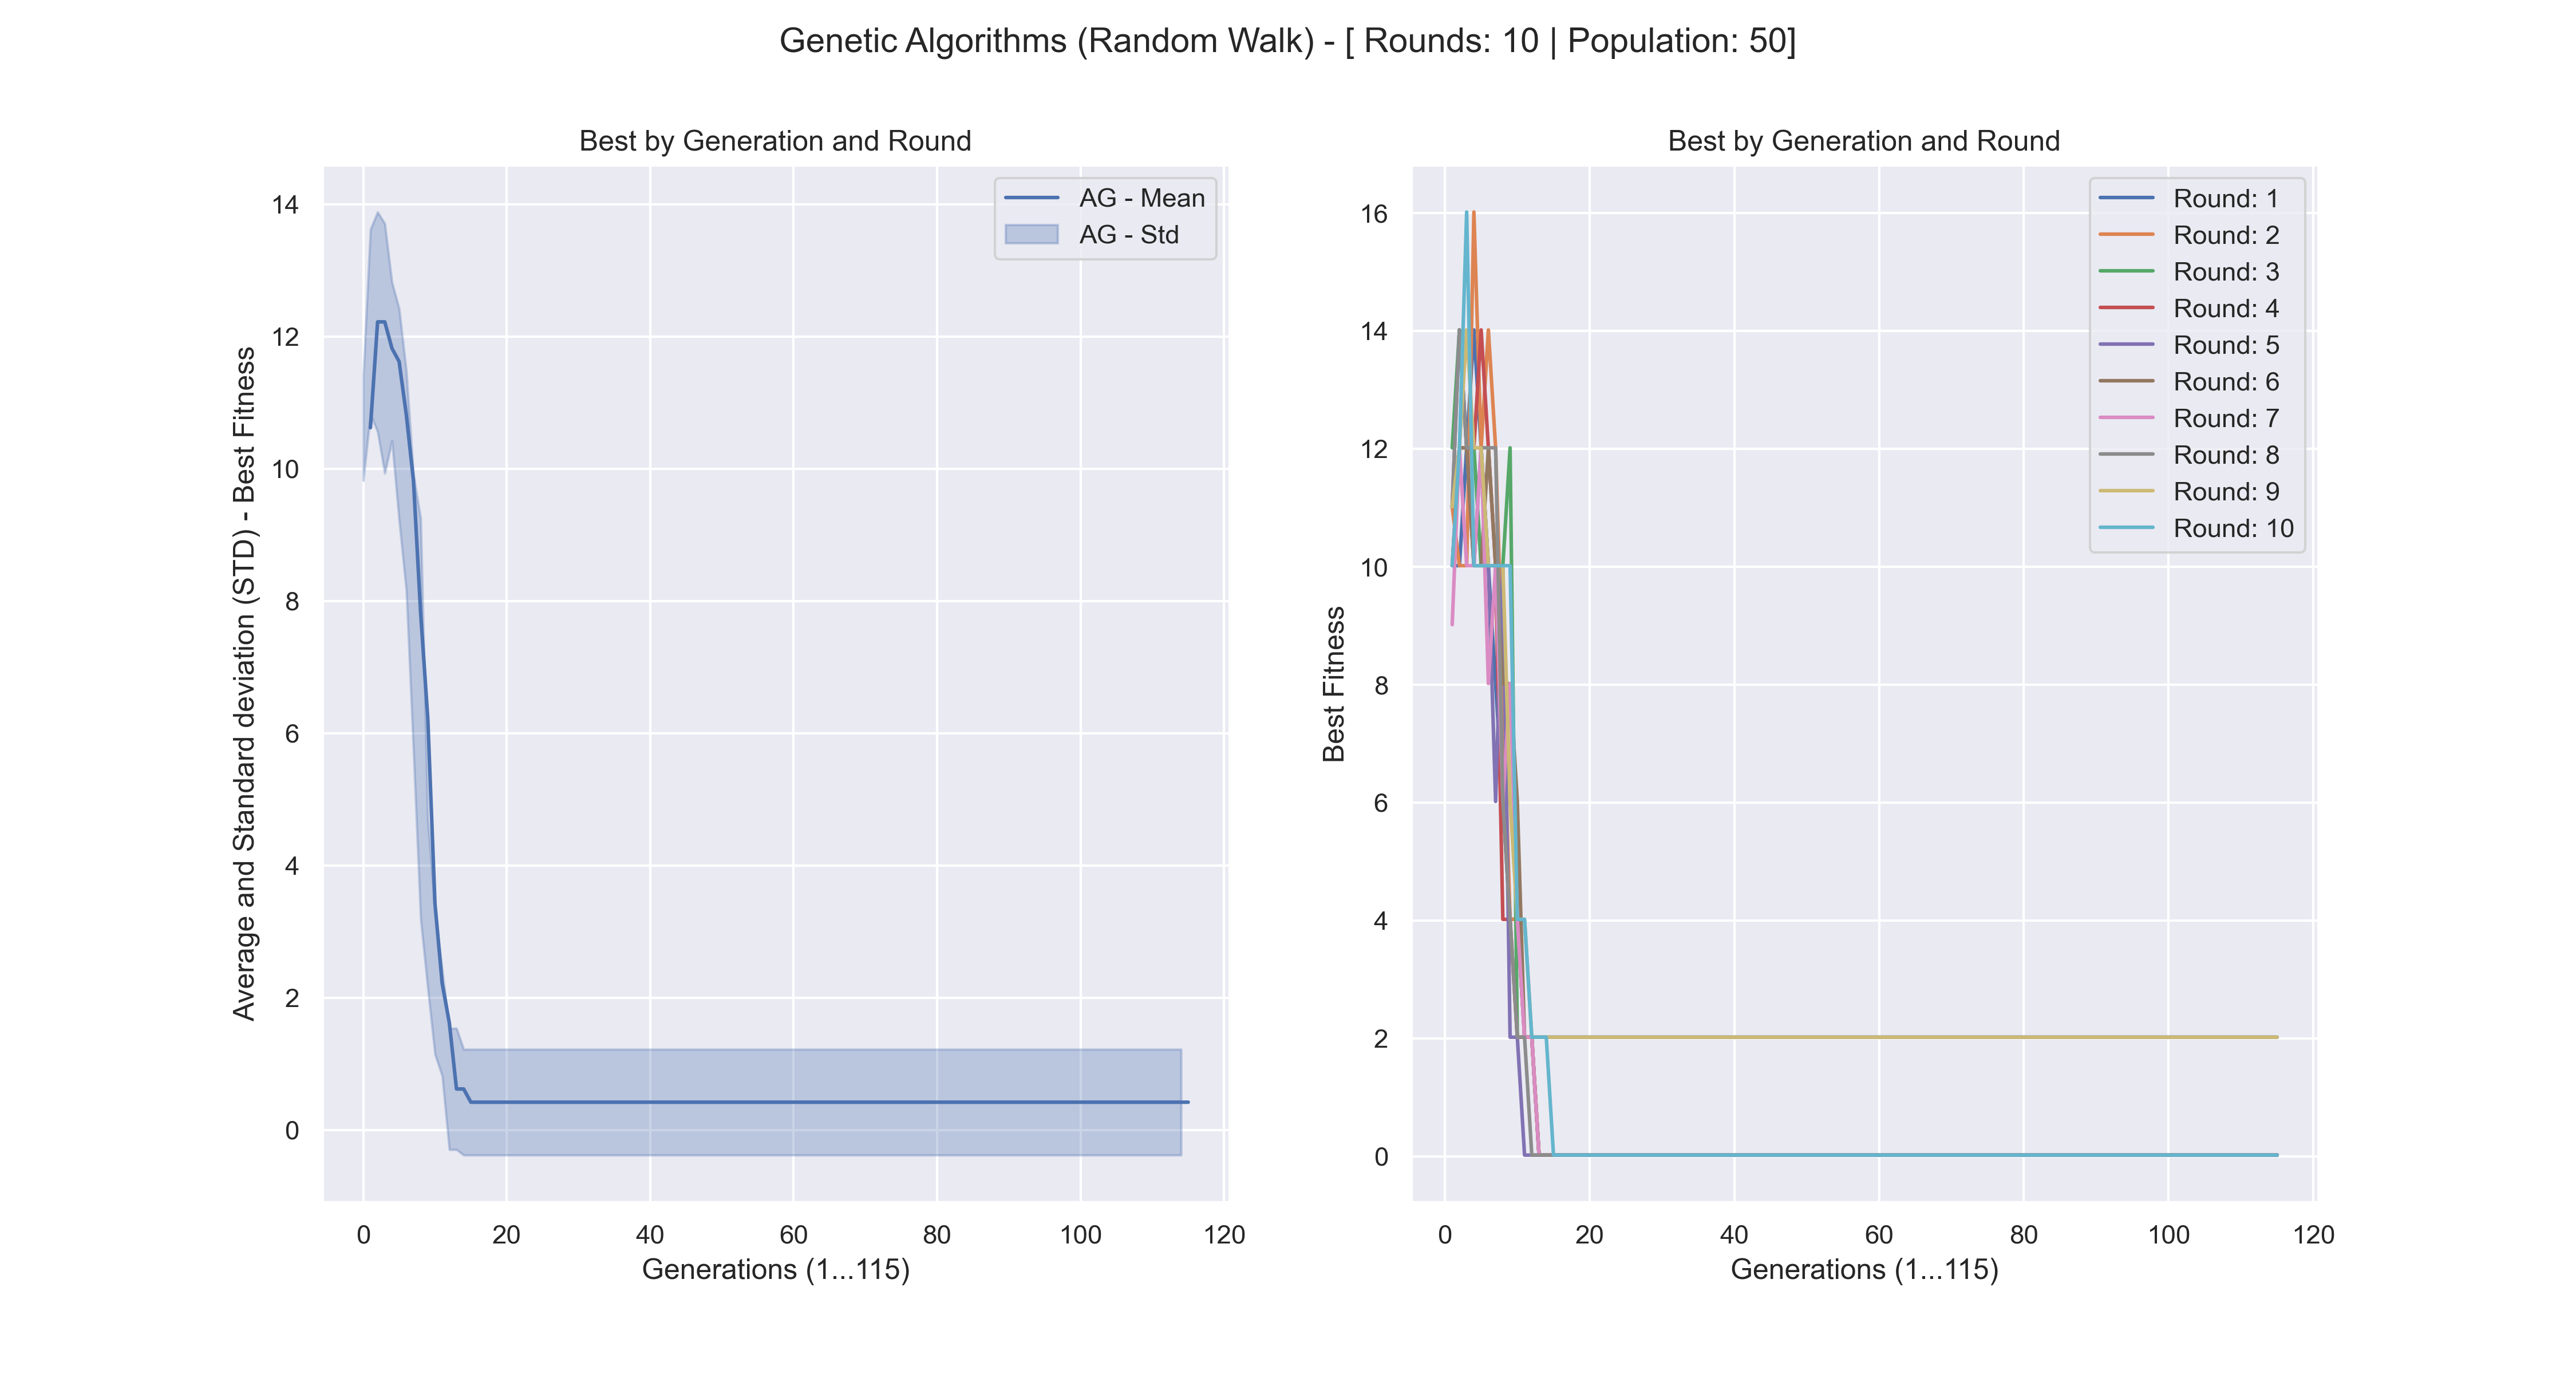 Genetic Algorithms (Random Walk) - [ Rounds: 10 | Population: 50]
Best by Generation and Round
AG - Mean
AG - Std
Average and Standard deviation (STD) - Best Fitness
14
12
10
8
6
4
2
0
0 20 40 60 80 100 120
Generations (1...115)
Best by Generation and Round
Round: 1
Round: 2
Round: 3
Round: 4
Round: 5
Round: 6
Round: 7
Round: 8
Round: 9
Round: 10
Best Fitness
16
14
12
10
8
6
4
2
0
0 20 40 60 80 100 120
Generations (1...115)